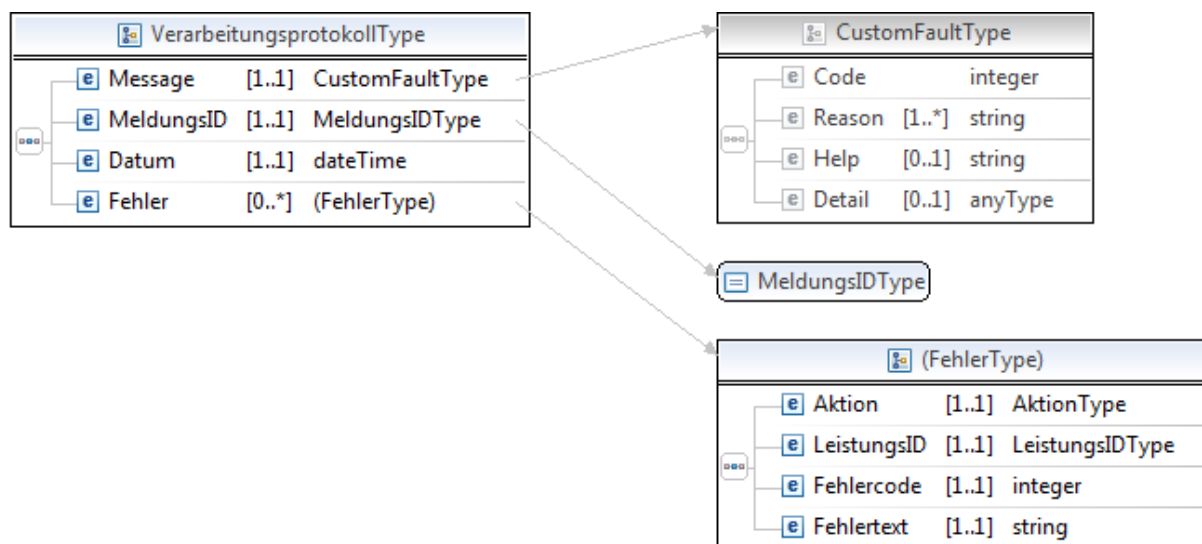 VerarbeitungsprotokollType
e Message [1..1] CustomFaultType
e MeldungsID [1..1] MeldungsIDType
e Datum [1..1] dateTime
e Fehler [0..*] (FehlerType)
CustomFaultType
e Code integer
e Reason [1..*] string
e Help [0..1] string
e Detail [0..1] anyType
MeldungsIDType
(FehlerType)
e Aktion [1..1] AktionType
e LeistungsID [1..1] LeistungsIDType
e Fehlercode [1..1] integer
e Fehlertext [1..1] string